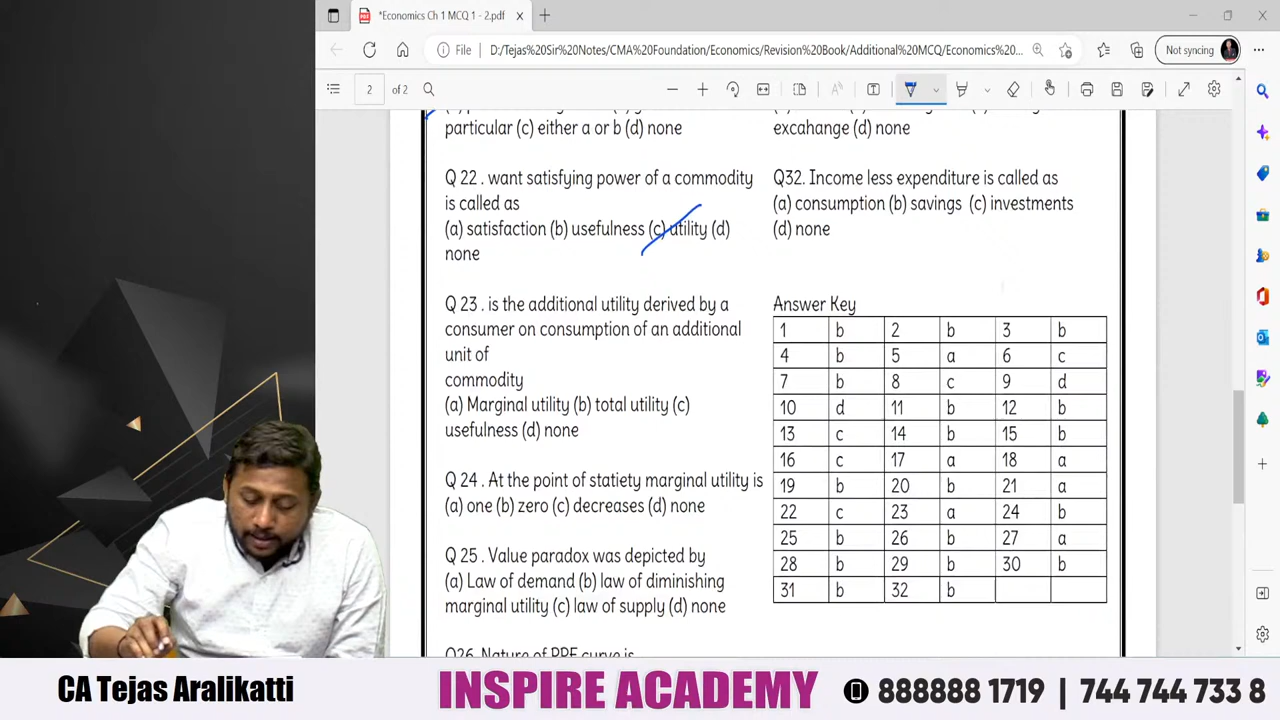 *Economics Ch 1 MCQ 1 - 2.pdf
File
D:/Tejas%20Sir%20Notes/CMA%20Foundation/Economics/Revision%20Book/Additional%20MCQ/Economics%20...
Not syncing
2 of 2
particular (c) either a or b (d) none
Q 22 . want satisfying power of a commodity
is called as
(a) satisfaction (b) usefulness (c) utility (d)
none
Q 23 . is the additional utility derived by a
consumer on consumption of an additional
unit of
commodity
(a) Marginal utility (b) total utility (c)
usefulness (d) none
Q 24 . At the point of statiety marginal utility is
(a) one (b) zero (c) decreases (d) none
Q 25 . Value paradox was depicted by
(a) Law of demand (b) law of diminishing
marginal utility (c) law of supply (d) none
Q26. Nature of PPF curve is
excahange (d) none
Q32. Income less expenditure is called as
(a) consumption (b) savings (c) investments
(d) none
Answer Key
1 b 2 b 3 b
4 b 5 a 6 c
7 b 8 c 9 d
10 d 11 b 12 b
13 c 14 b 15 b
16 c 17 a 18 a
19 b 20 b 21 a
22 c 23 a 24 b
25 b 26 b 27 a
28 b 29 b 30 b
31 b 32 b
CA Tejas Aralikatti
INSPIRE ACADEMY
888888 1719 | 744 744 733 8